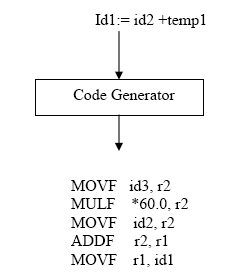 Id1:= id2 +temp1
Code Generator
MOVF id3, r2
MULF *60.0, r2
MOVF id2, r2
ADDF r2, r1
MOVF r1, id1